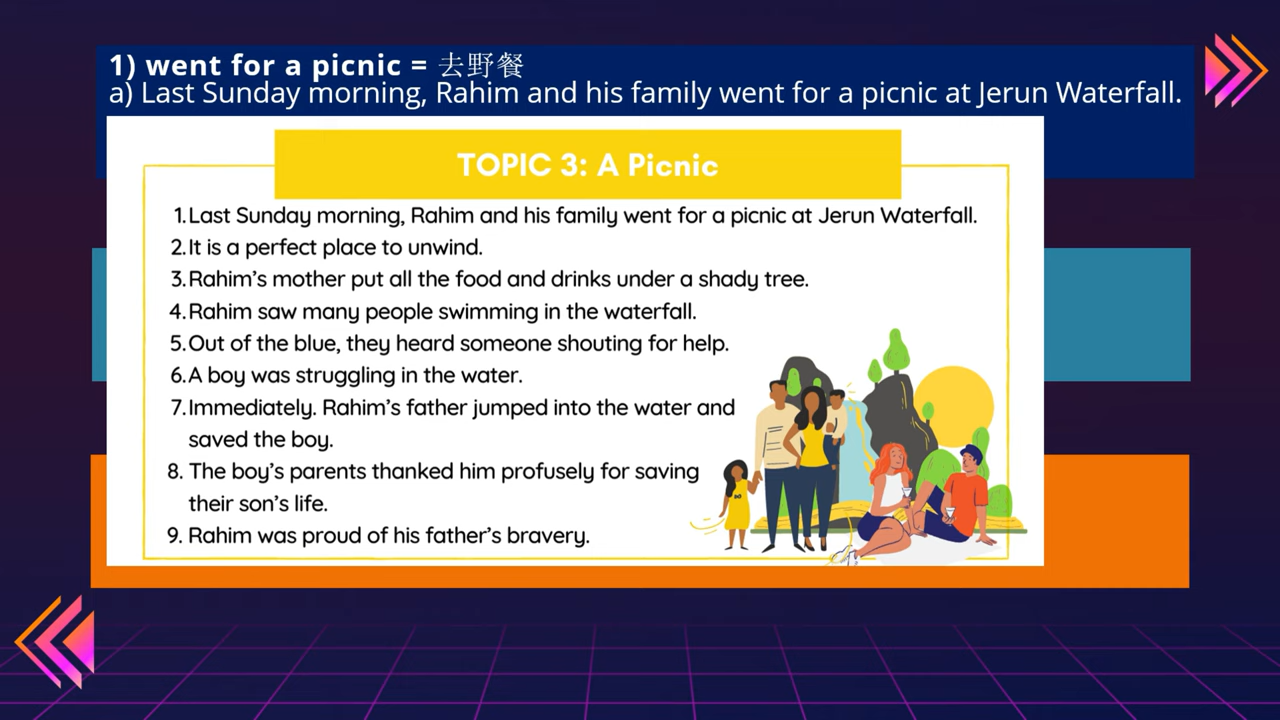 1) went for a picnic = 去野餐
a) Last Sunday morning, Rahim and his family went for a picnic at Jerun Waterfall.
TOPIC 3: A Picnic
1. Last Sunday morning, Rahim and his family went for a picnic at Jerun Waterfall.
2. It is a perfect place to unwind.
3. Rahim's mother put all the food and drinks under a shady tree.
4. Rahim saw many people swimming in the waterfall.
5. Out of the blue, they heard someone shouting for help.
6. A boy was struggling in the water.
7. Immediately. Rahim's father jumped into the water and
saved the boy.
8. The boy's parents thanked him profusely for saving
their son's life.
9. Rahim was proud of his father's bravery.